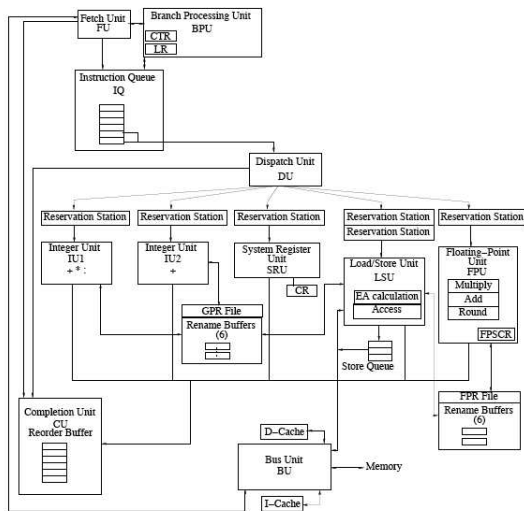 Fetch Unit
FU
Branch Processing Unit
BPU
CTR
LR
Instruction Queue
IQ
Dispatch Unit
DU
Reservation Station
Reservation Station
Reservation Station
Reservation Station
Reservation Station
Reservation Station
Integer Unit
IU1
+ * :
Integer Unit
IU2
+
System Register
Unit
SRU
CR
Load/Store Unit
LSU
EA calculation
Access
Floating–Point
Unit
FPU
Multiply
Add
Round
FPSCR
GPR File
Rename Buffers
(6)
Store Queue
FPR File
Rename Buffers
(6)
Completion Unit
CU
Reorder Buffer
D–Cache
Bus Unit
BU
Memory
I–Cache